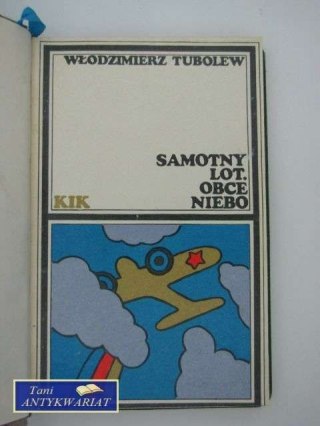 WŁODZIMIERZ TUBOLEW
SAMOTNY
LOT.
OBCE
KIK NIEBO
Tani
ANTYKWARIAT